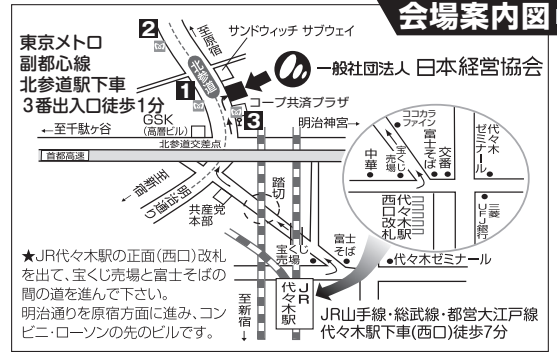 会場案内図
東京メトロ
副都心線
北参道駅下車
3番出入口徒歩1分
2
至原宿
サンドウィッチ サブウェイ
北参道
一般社団法人 日本経営協会
1
コープ共済プラザ
3
GSK
(高層ビル)
明治神宮→
←至千駄ヶ谷
北参道交差点
首都高速
至新宿
明治通り
共産党
本部
踏切
宝くじ
売場
富士
そば
代々木ゼミナール
JR
代々木駅
至新宿
ココカラ
ファイン
中華
宝くじ
売場
富士そば
交番
代々木
ゼミナール
代々木駅
西口改札
三菱
UFJ銀行
★JR代々木駅の正面(西口)改札
を出て、宝くじ売場と富士そばの
間の道を進んで下さい。
明治通りを原宿方面に進み、コン
ビニ・ローソンの先のビルです。
JR山手線・総武線・都営大江戸線
代々木駅下車(西口)徒歩7分